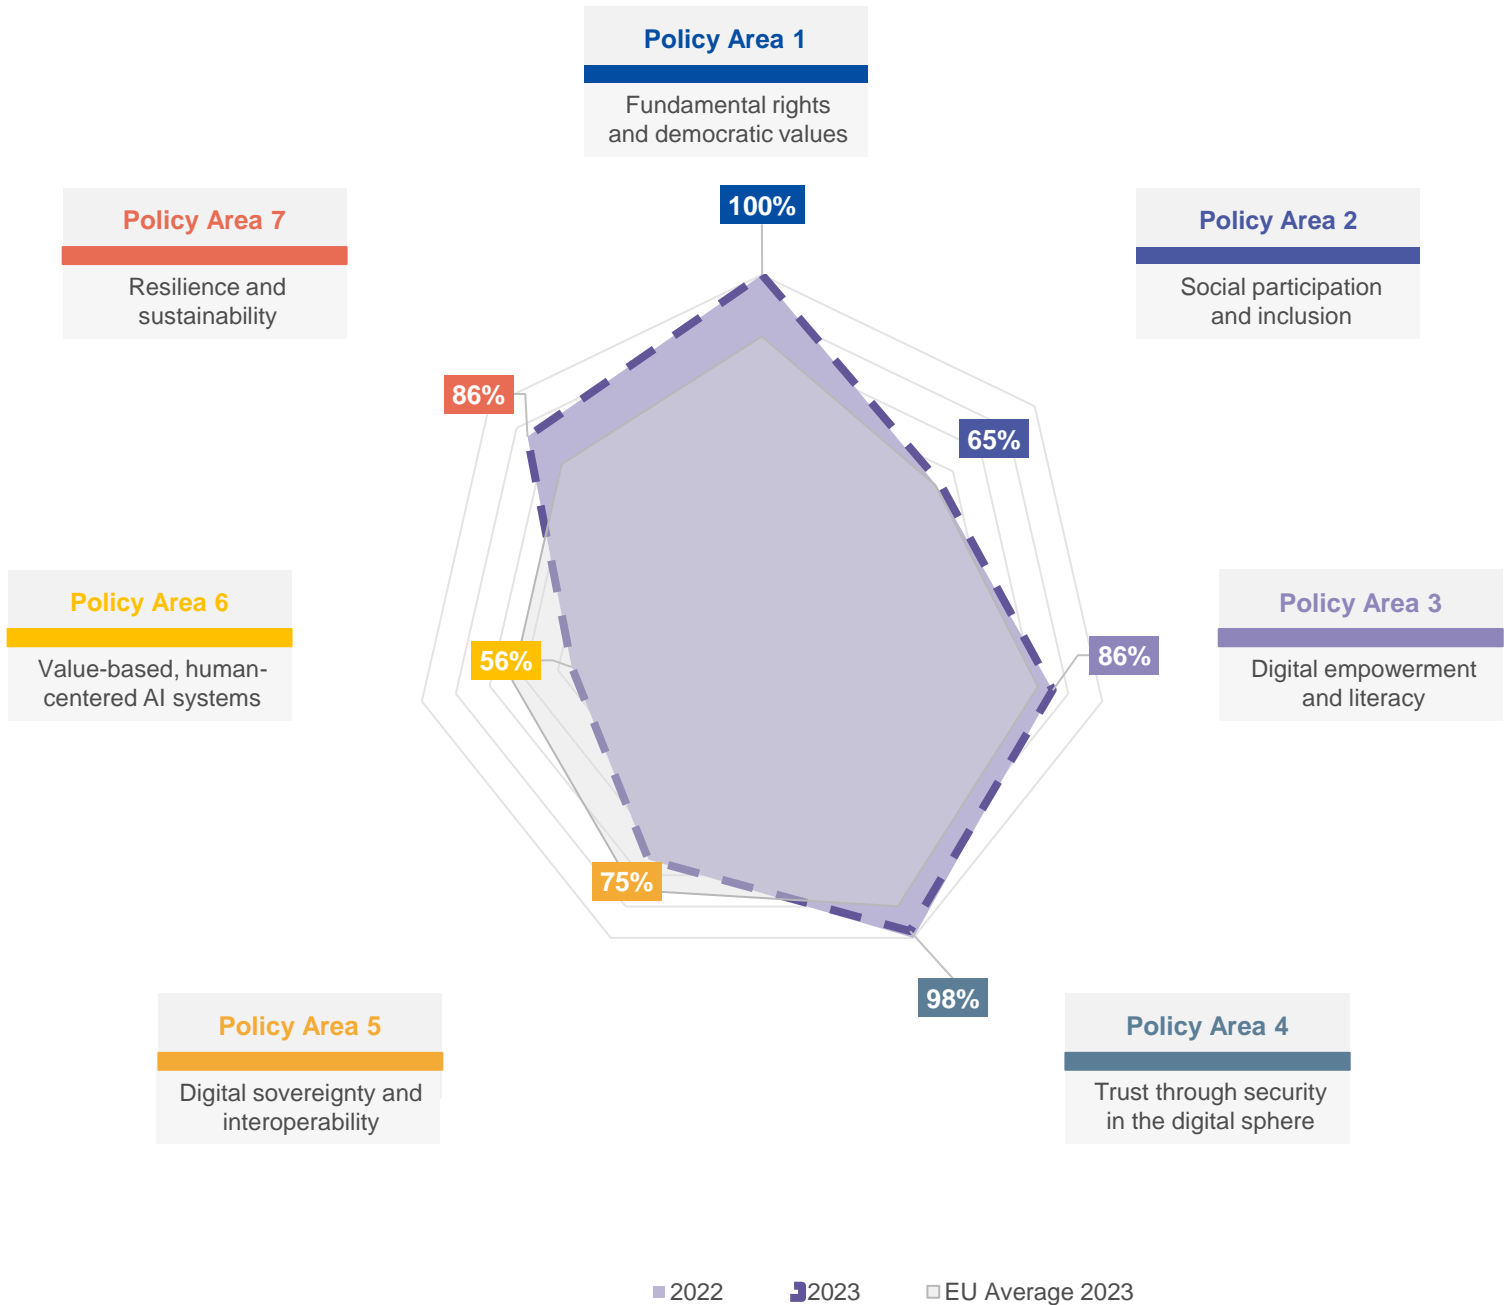 Policy Area 1
Fundamental rights
and democratic values
100%
Policy Area 7
Resilience and
sustainability
86%
Policy Area 2
Social participation
and inclusion
65%
Policy Area 6
Value-based, human-
centered AI systems
56%
Policy Area 3
Digital empowerment
and literacy
86%
75%
98%
Policy Area 5
Digital sovereignty and
interoperability
Policy Area 4
Trust through security
in the digital sphere
2022
2023
EU Average 2023